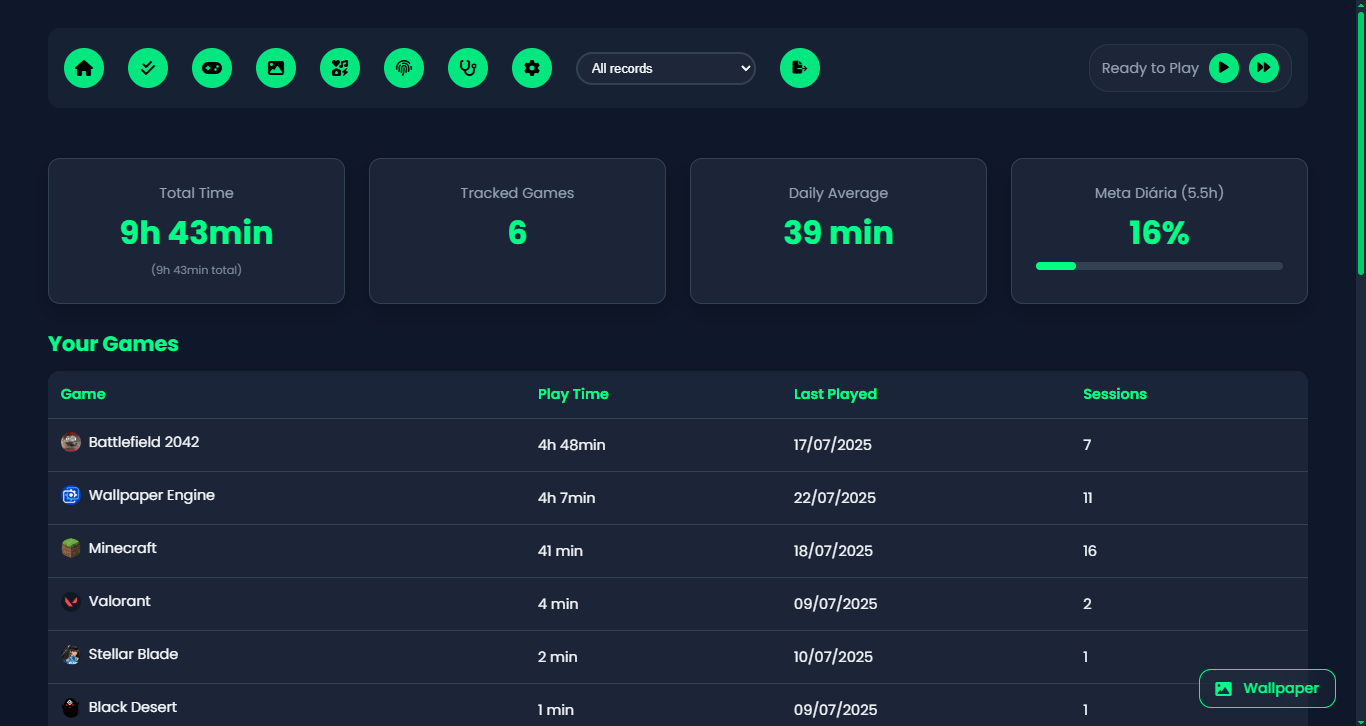 All records
Ready to Play
Total Time
9h 43min
(9h 43min total)
Tracked Games
6
Daily Average
39 min
Meta Diária (5.5h)
16%
Your Games
Game Play Time Last Played Sessions
Battlefield 2042 4h 48min 17/07/2025 7
Wallpaper Engine 4h 7min 22/07/2025 11
Minecraft 41 min 18/07/2025 16
Valorant 4 min 09/07/2025 2
Stellar Blade 2 min 10/07/2025 1
Black Desert 1 min 09/07/2025 1
Wallpaper